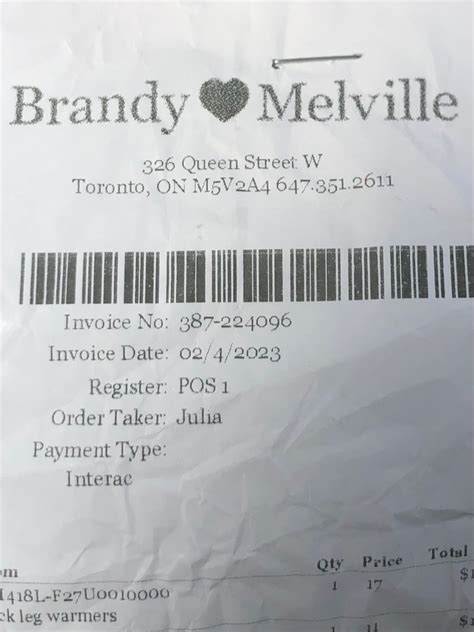 Brandy Melville
326 Queen Street W
Toronto, ON M5V2A4 647.351.2611
Invoice No: 387-224096
Invoice Date: 02/4/2023
Register: POS 1
Order Taker: Julia
Payment Type:
Interac
Qty Price Total
418L-F27U0010000 1 17
leg warmers